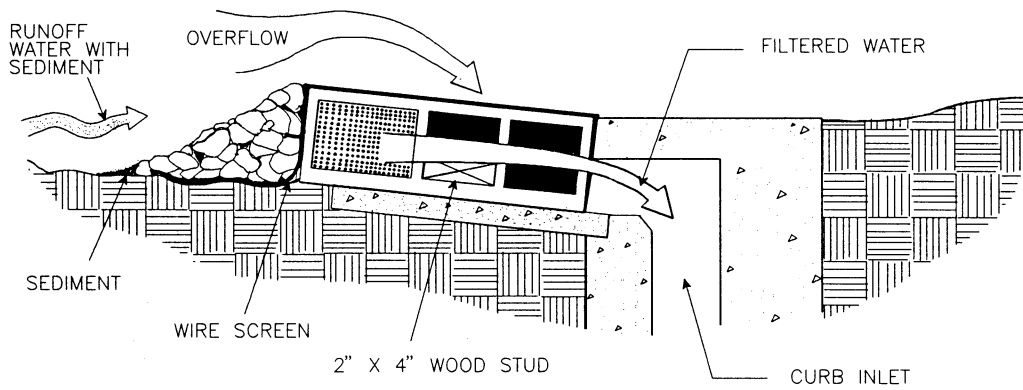 RUNOFF
WATER WITH
SEDIMENT
OVERFLOW
FILTERED WATER
SEDIMENT
WIRE SCREEN
2" X 4" WOOD STUD
CURB INLET